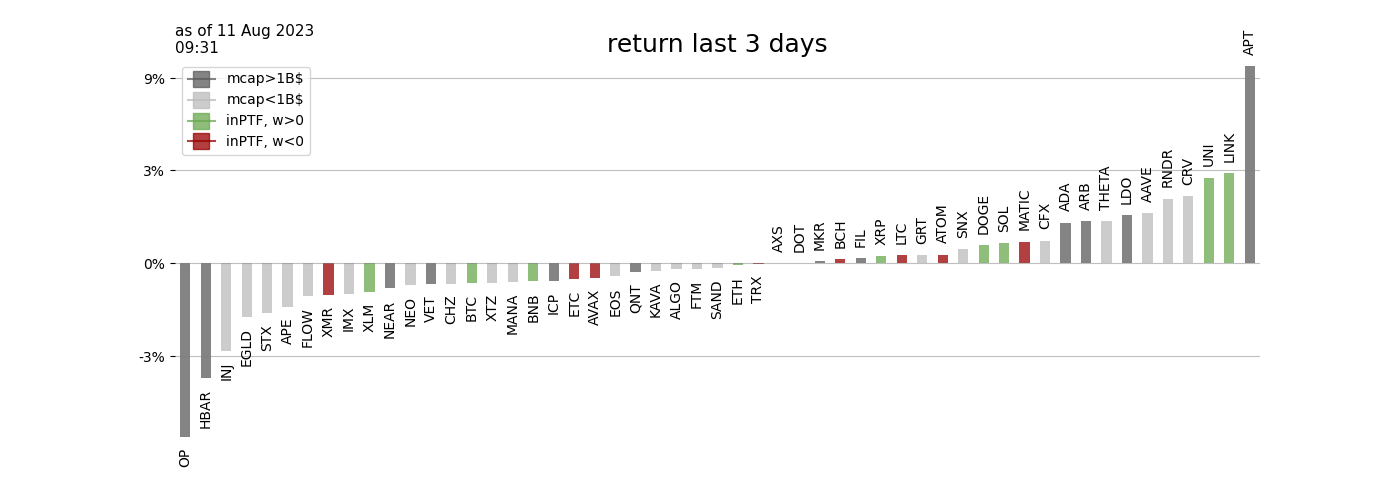 as of 11 Aug 2023
09:31
return last 3 days
mcap>1B$
mcap<1B$
inPTF, w>0
inPTF, w<0
9%
3%
0%
-3%
OP
HBAR
INJ
EGLD
STX
APE
FLOW
XMR
IMX
XLM
NEAR
NEO
VET
CHZ
BTC
XTZ
MANA
BNB
ICP
ETC
AVAX
EOS
QNT
KAVA
ALGO
FTM
SAND
ETH
TRX
AXS
DOT
MKR
BCH
FIL
XRP
LTC
GRT
ATOM
SNX
DOGE
SOL
MATIC
CFX
ADA
ARB
THETA
LDO
AAVE
RNDR
CRV
UNI
LINK
APT